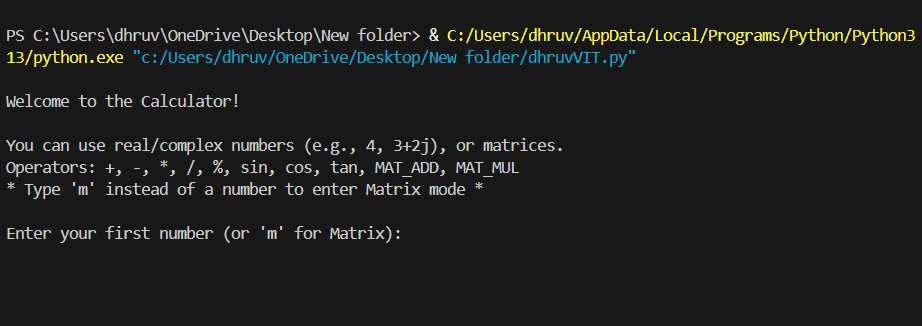 PS C:\Users\dhruv\OneDrive\Desktop\New folder> & C:/Users/dhruv/AppData/Local/Programs/Python/Python3
13/python.exe "c:/Users/dhruv/OneDrive/Desktop/New folder/dhruvVIT.py"
Welcome to the Calculator!
You can use real/complex numbers (e.g., 4, 3+2j), or matrices.
Operators: +, -, *, /, %, sin, cos, tan, MAT_ADD, MAT_MUL
* Type 'm' instead of a number to enter Matrix mode *
Enter your first number (or 'm' for Matrix):